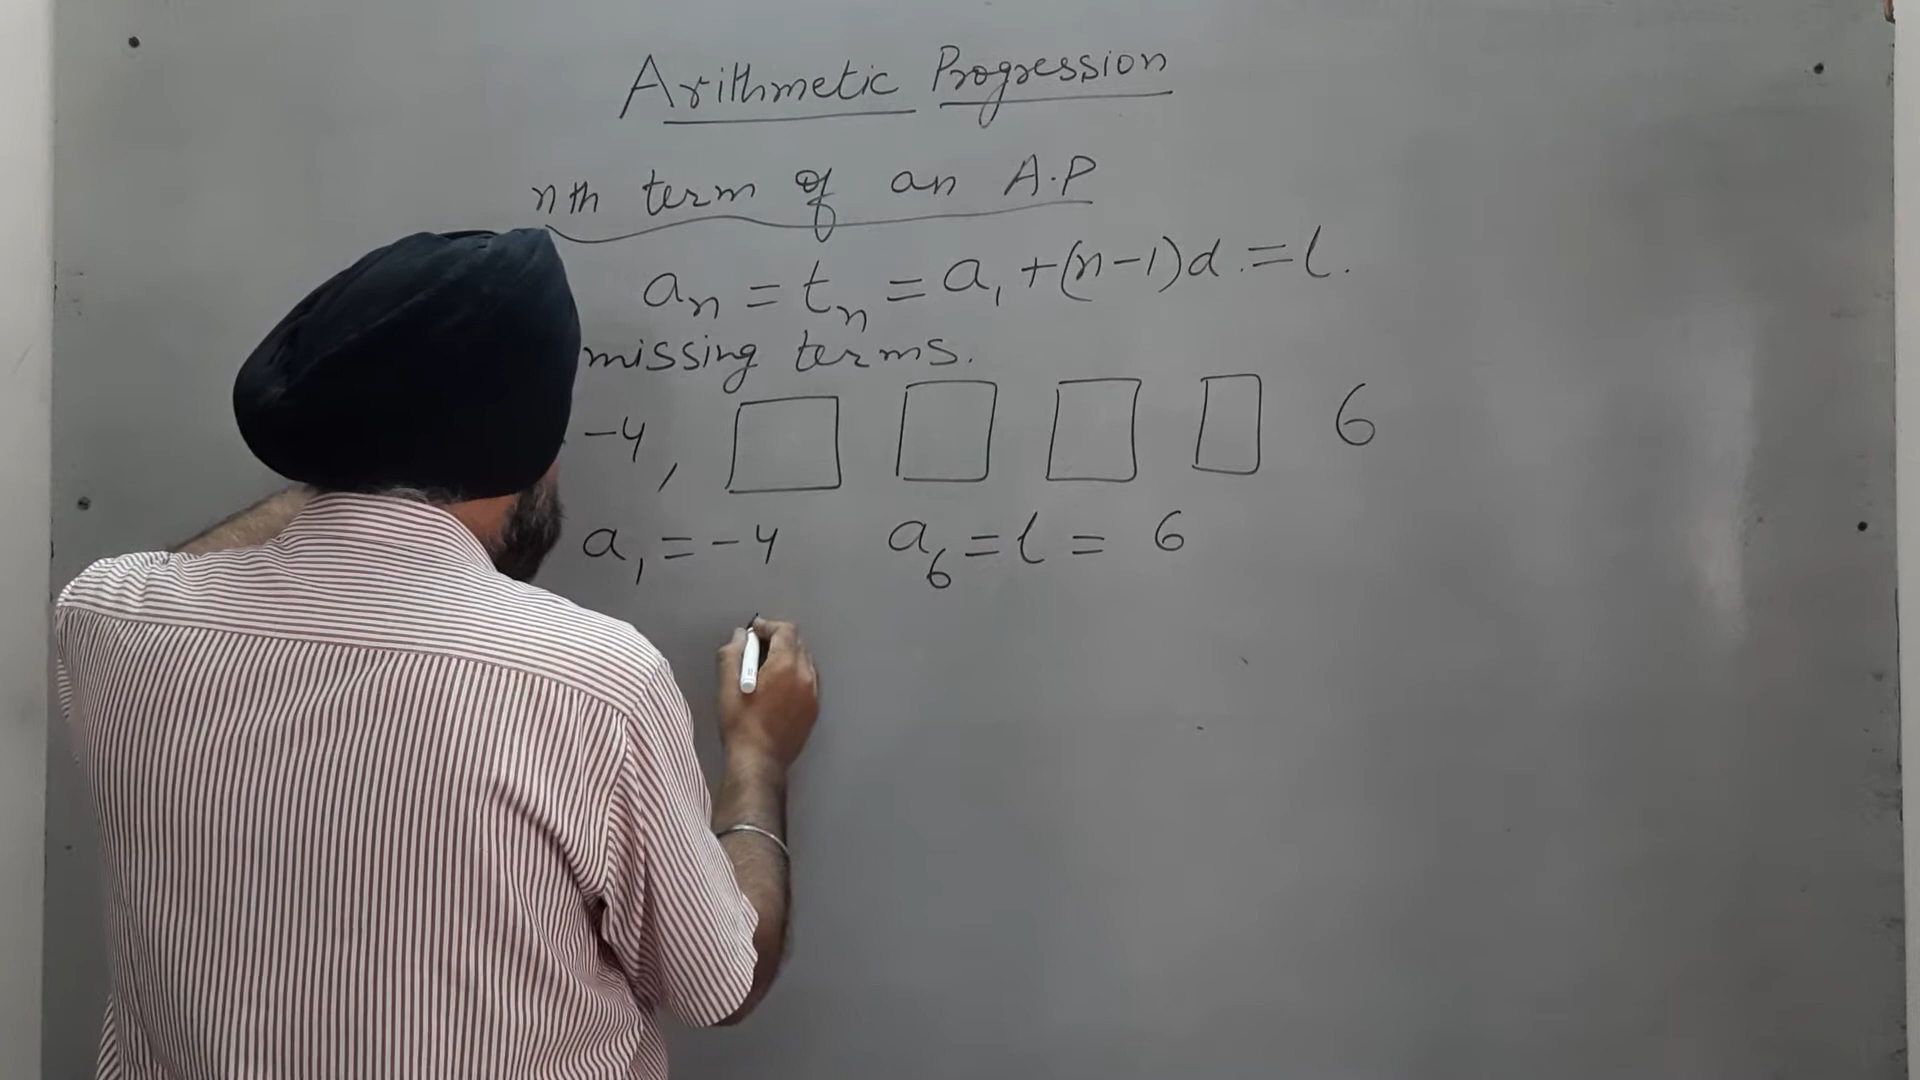 Arithmetic Progression
nth term of an A.P
aₙ = tₙ = a₁ + (n-1)d. = l.
missing terms.
-4, □ □ □ □ 6
a₁ = -4 a₆ = l = 6